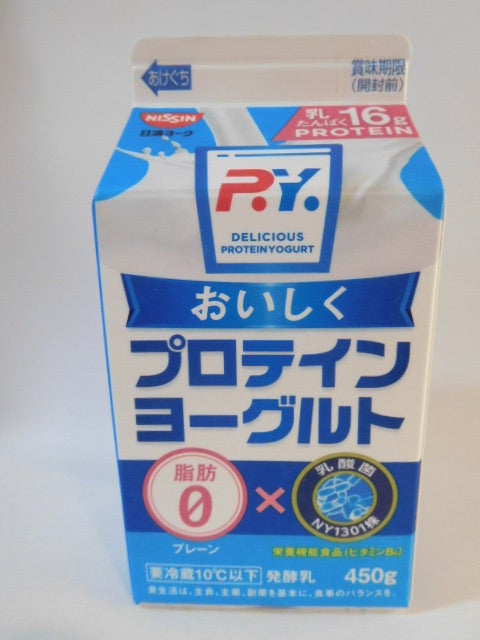 あけぐち
賞味期限
(開封前)
NISSIN
日清ヨーク
乳たんぱく16g
PROTEIN
P.Y.
DELICIOUS
PROTEINYOGURT
おいしく
プロテイン
ヨーグルト
脂肪
0
×
乳酸菌
NY1301株
プレーン
栄養機能食品(ビタミンB₆)
要冷蔵10℃以下 発酵乳 450g
食生活は、主食、主菜、副菜を基本に、食事のバランスを。